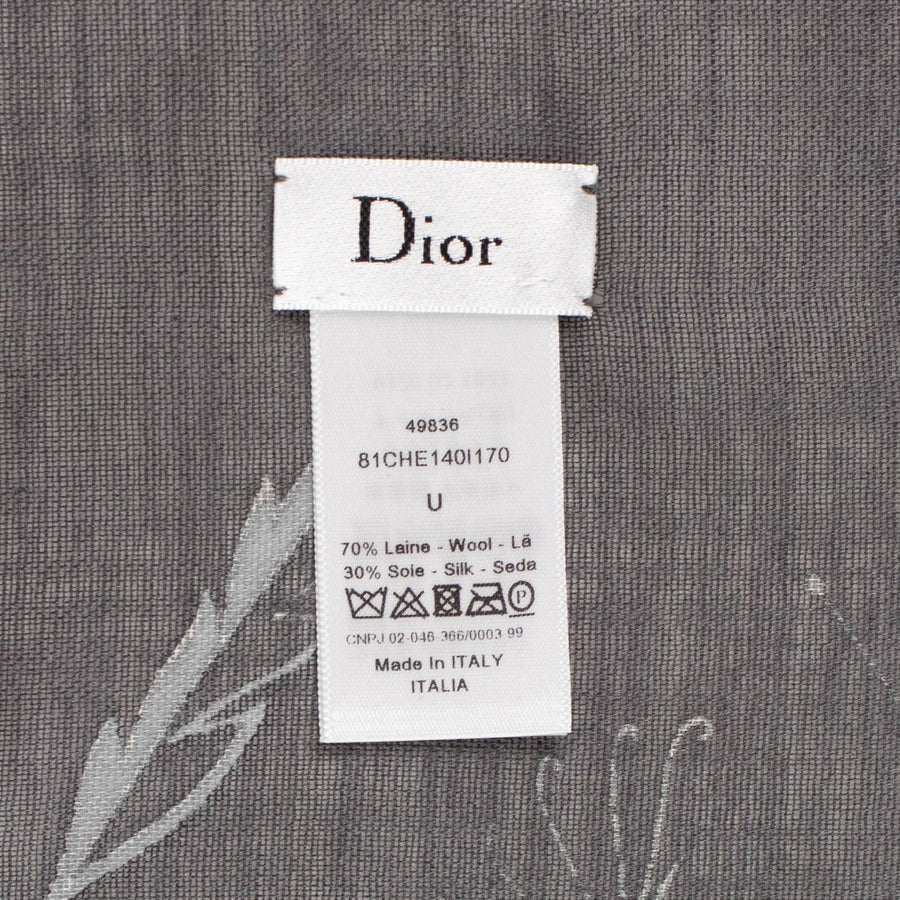 Dior
49836
81CHE140I170
U
70% Laine - Wool - Lã
30% Soie - Silk - Seda
P
CNPJ 02-046-366/0003-99
Made In ITALY
ITALIA